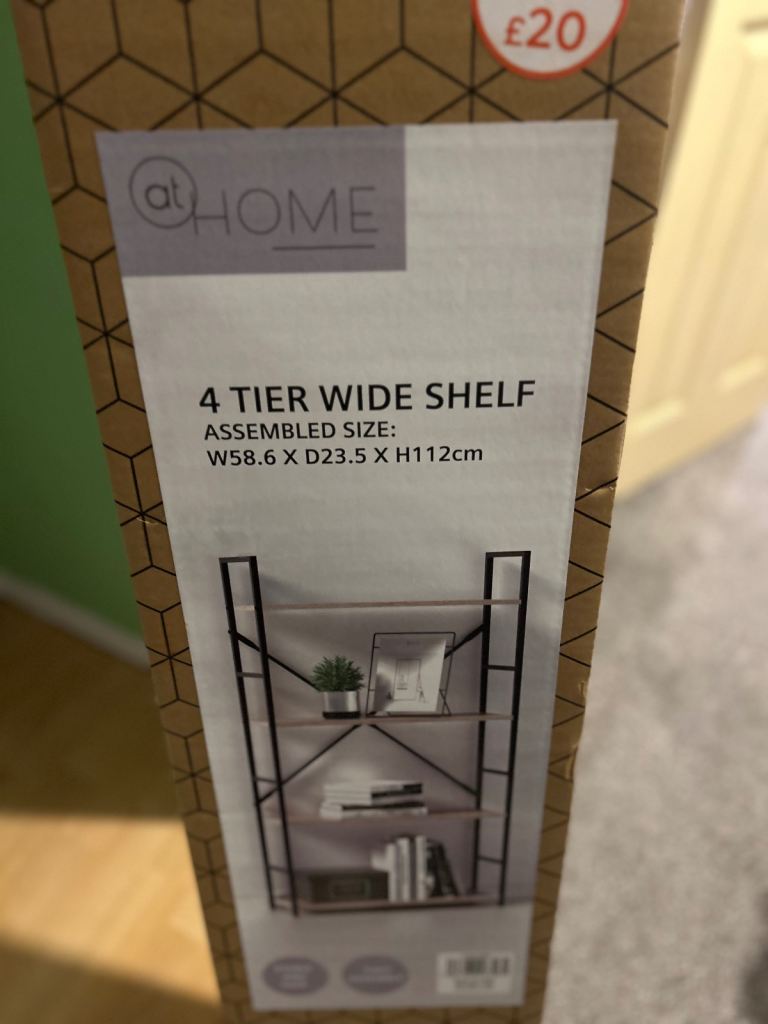 £20
at HOME
4 TIER WIDE SHELF
ASSEMBLED SIZE:
W58.6 X D23.5 X H112cm